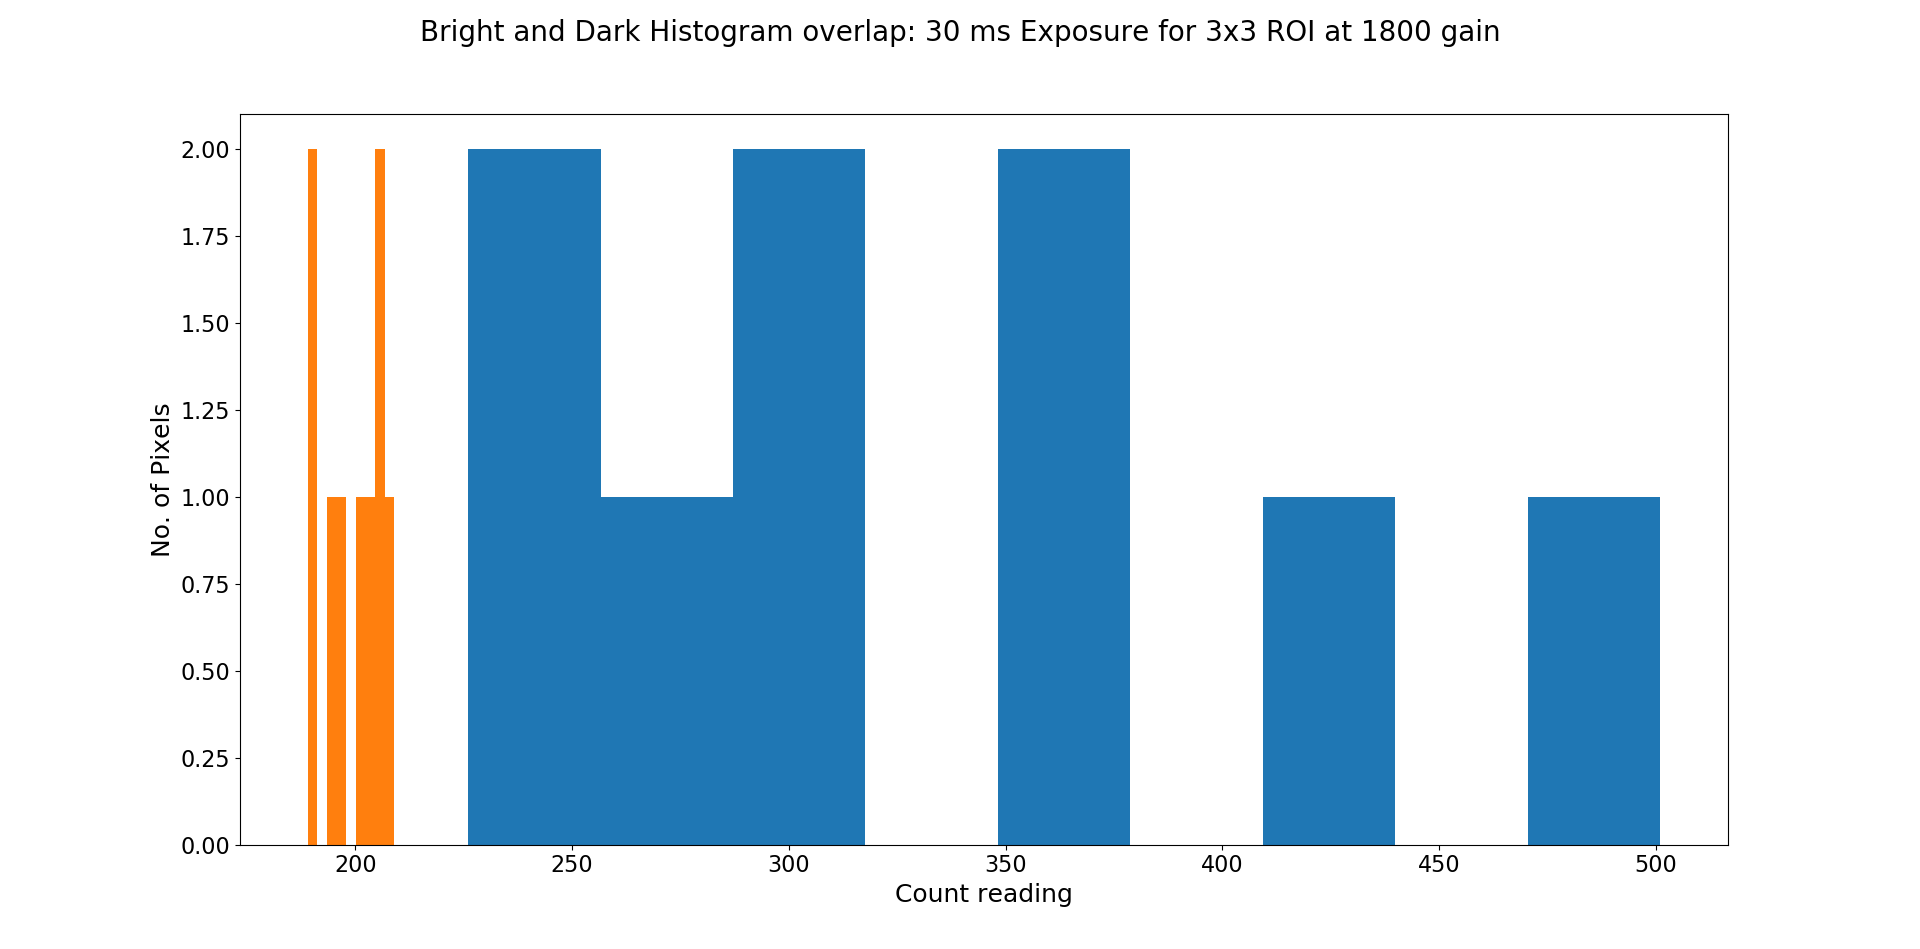 Bright and Dark Histogram overlap: 30 ms Exposure for 3x3 ROI at 1800 gain
No. of Pixels
2.00
1.75
1.50
1.25
1.00
0.75
0.50
0.25
0.00
200 250 300 350 400 450 500
Count reading